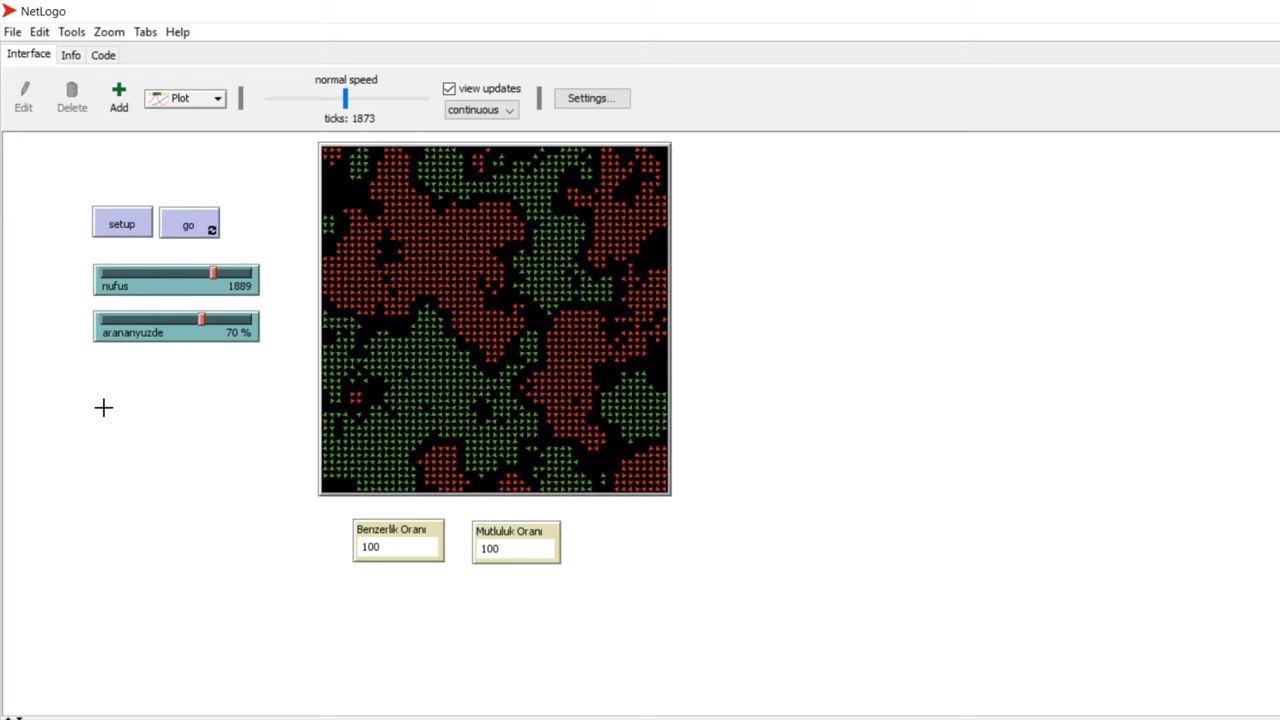 NetLogo
File Edit Tools Zoom Tabs Help
Interface Info Code
Edit Delete Add Plot normal speed ticks: 1873 view updates continuous Settings...
setup go
nufus 1889
arananyuzde 70 %
Benzerlik Oranı Mutluluk Oranı
100 100